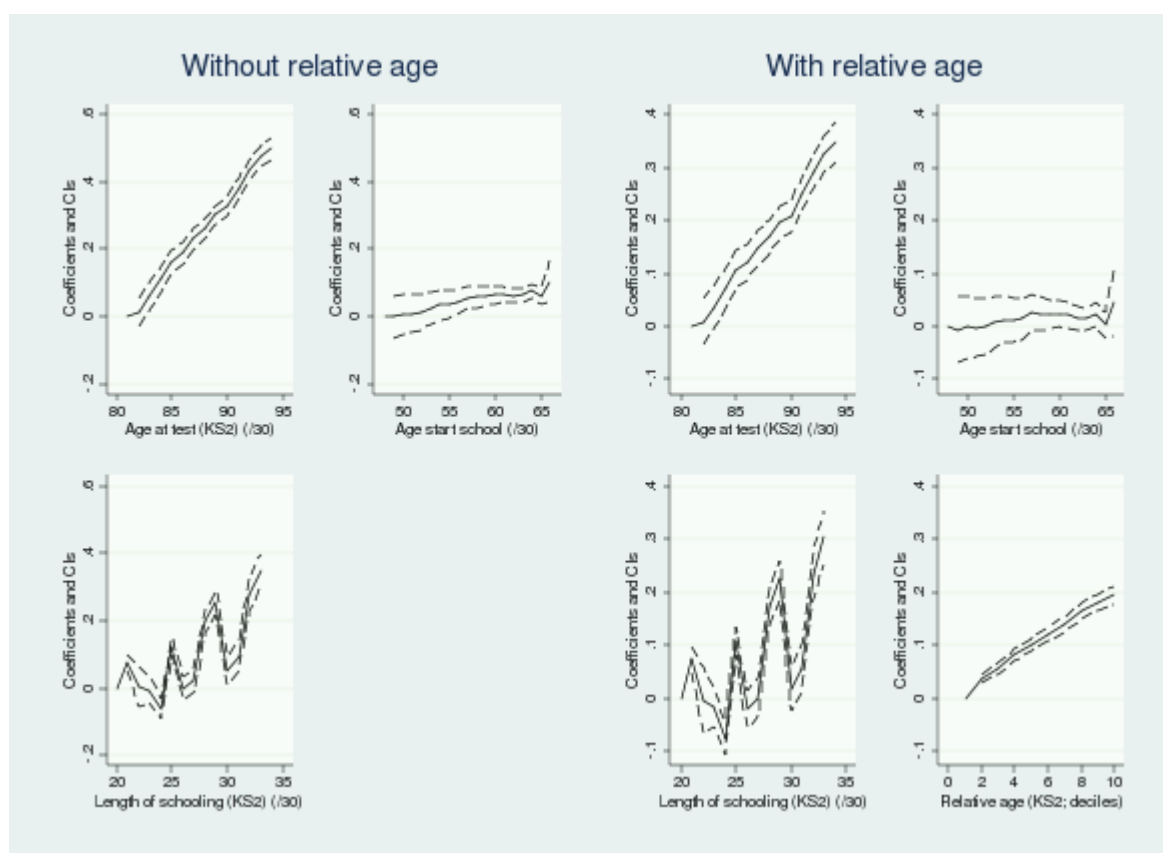 Without relative age
With relative age
Coefficients and CIs
.6
.4
.2
0
-.2
80 85 90 95
Age at test (KS2) (/30)
Coefficients and CIs
.6
.4
.2
0
-.2
50 55 60 65
Age start school (/30)
Coefficients and CIs
.4
.3
.2
.1
0
-.1
80 85 90 95
Age at test (KS2) (/30)
Coefficients and CIs
.4
.3
.2
.1
0
-.1
50 55 60 65
Age start school (/30)
Coefficients and CIs
.6
.4
.2
0
-.2
20 25 30 35
Length of schooling (KS2) (/30)
Coefficients and CIs
.4
.3
.2
.1
0
-.1
20 25 30 35
Length of schooling (KS2) (/30)
Coefficients and CIs
.4
.3
.2
.1
0
-.1
0 2 4 6 8 10
Relative age (KS2; deciles)